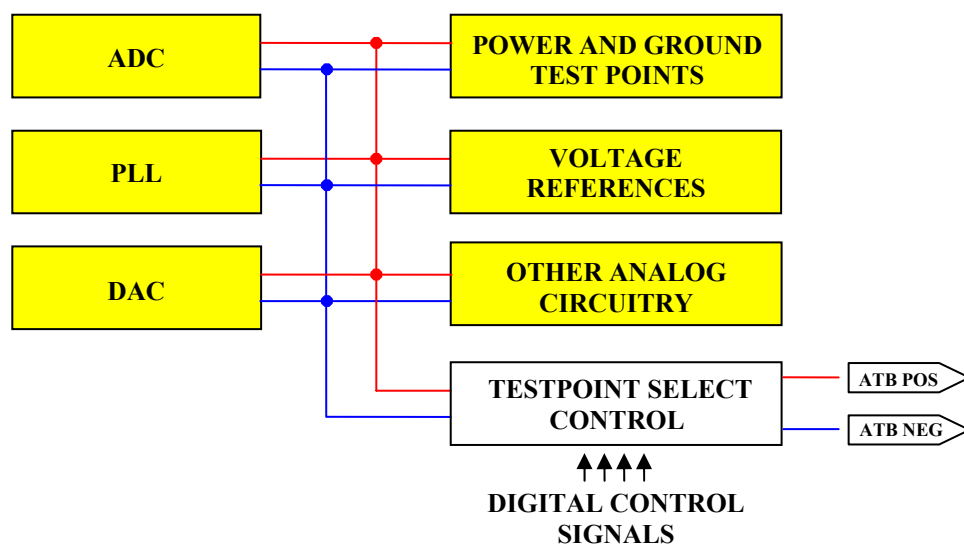 ADC
POWER AND GROUND
TEST POINTS
PLL
VOLTAGE
REFERENCES
DAC
OTHER ANALOG
CIRCUITRY
TESTPOINT SELECT
CONTROL
ATB POS
ATB NEG
DIGITAL CONTROL
SIGNALS